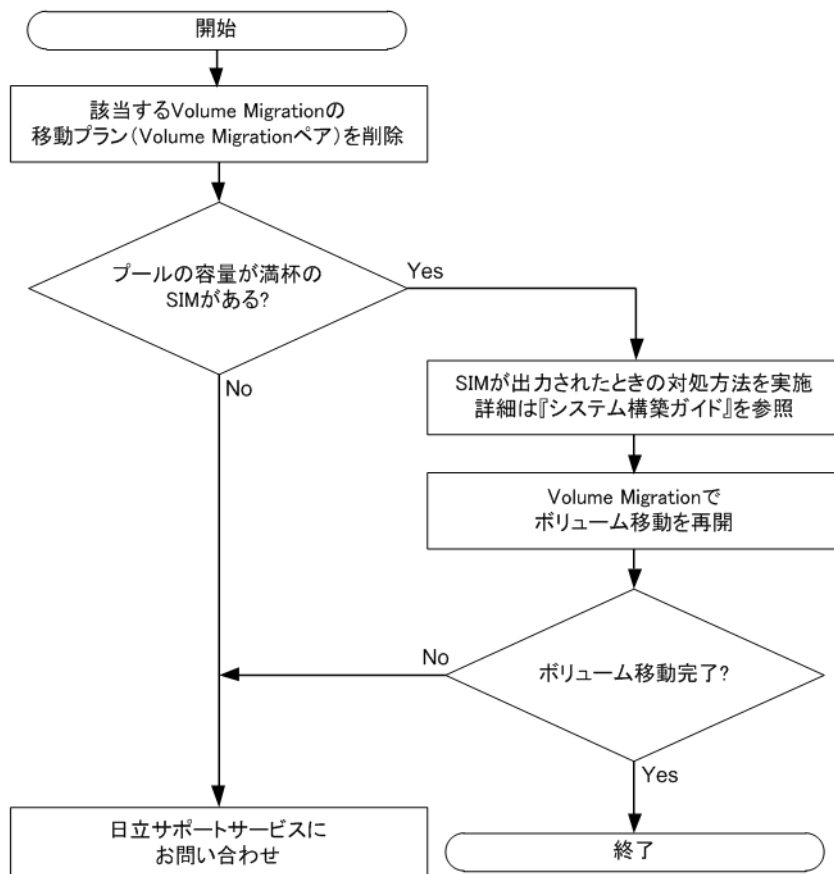 開始
該当するVolume Migrationの
移動プラン（Volume Migrationペア）を削除
プールの容量が満杯の
SIMがある?
Yes
No
SIMが出力されたときの対処方法を実施
詳細は『システム構築ガイド』を参照
Volume Migrationで
ボリューム移動を再開
No
ボリューム移動完了?
Yes
日立サポートサービスに
お問い合わせ
終了